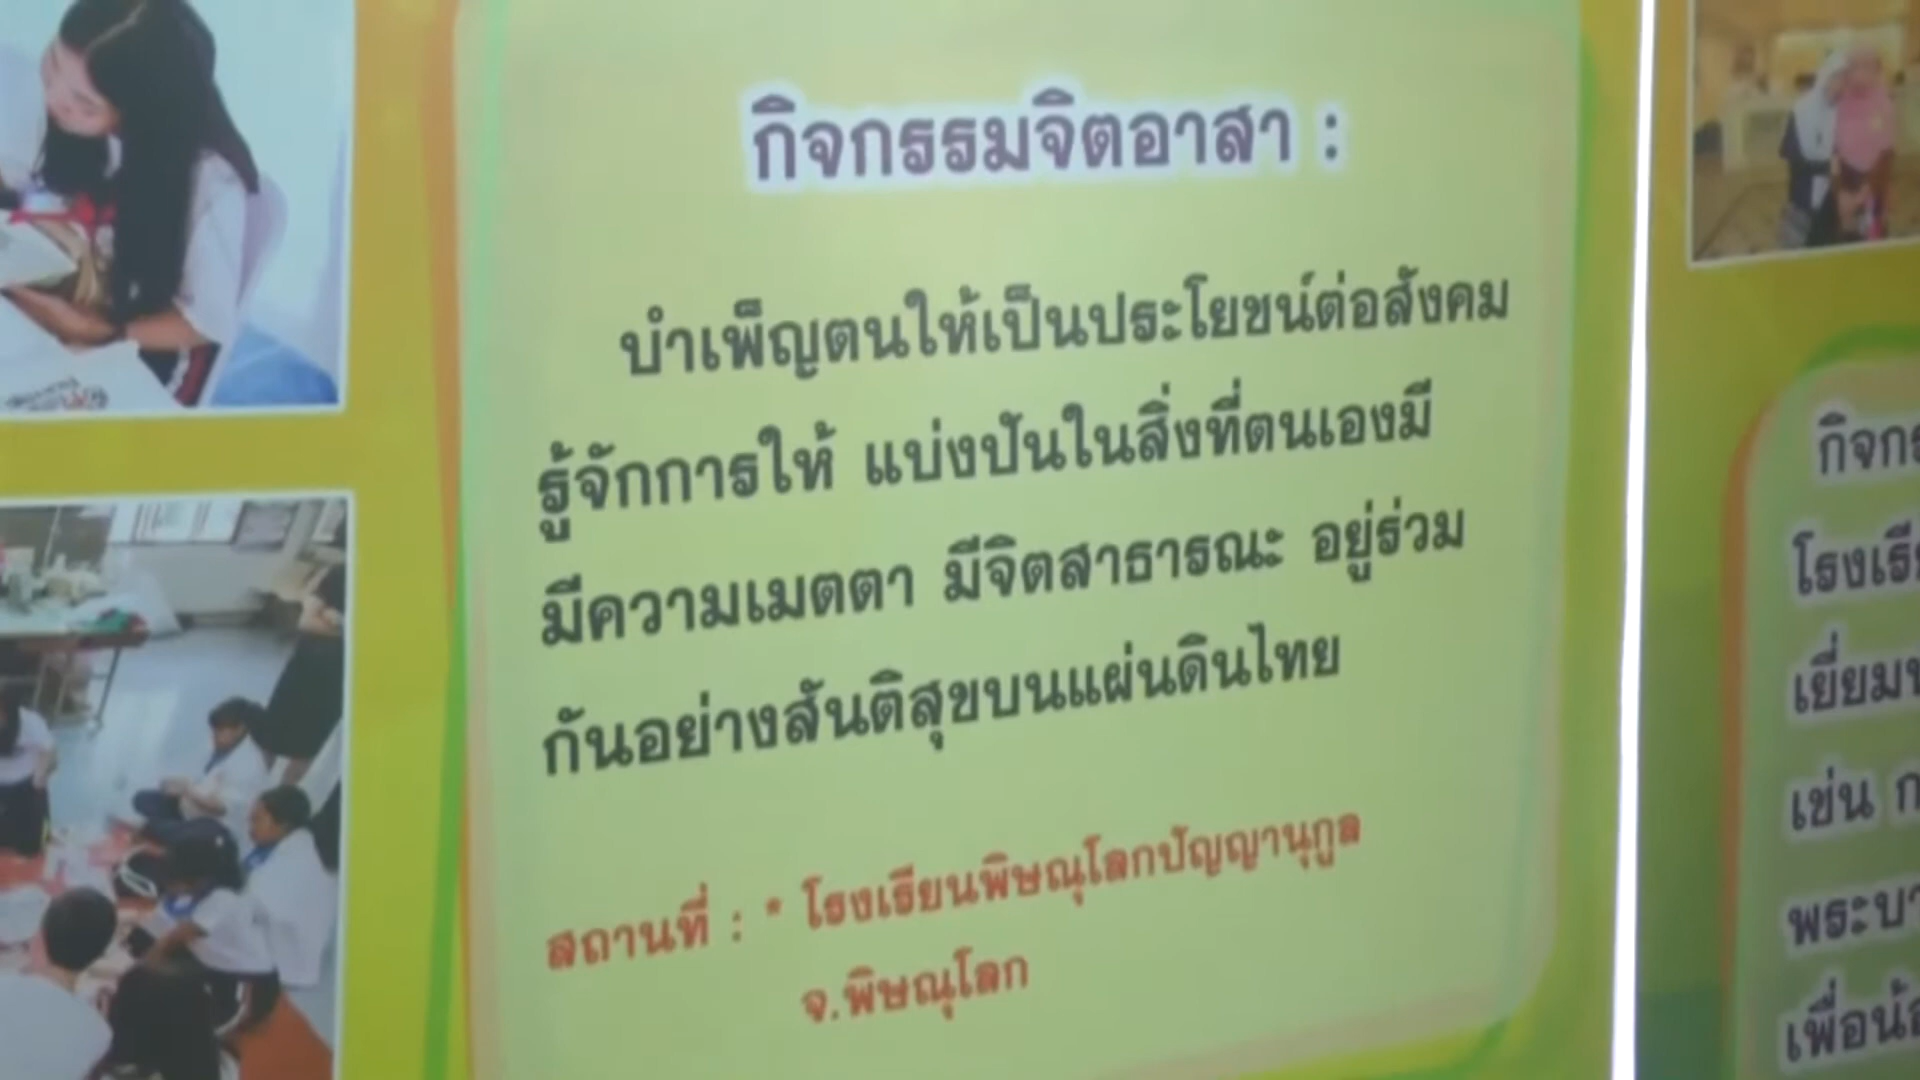 กิจกรรมจิตอาสา :
บำเพ็ญตนให้เป็นประโยชน์ต่อสังคม
รู้จักการให้ แบ่งปันในสิ่งที่ตนเองมี
มีความเมตตา มีจิตสาธารณะ อยู่ร่วม
กันอย่างสันติสุขบนแผ่นดินไทย
สถานที่ : * โรงเรียนพิษณุโลกปัญญานุกูล
จ.พิษณุโลก
เช่น